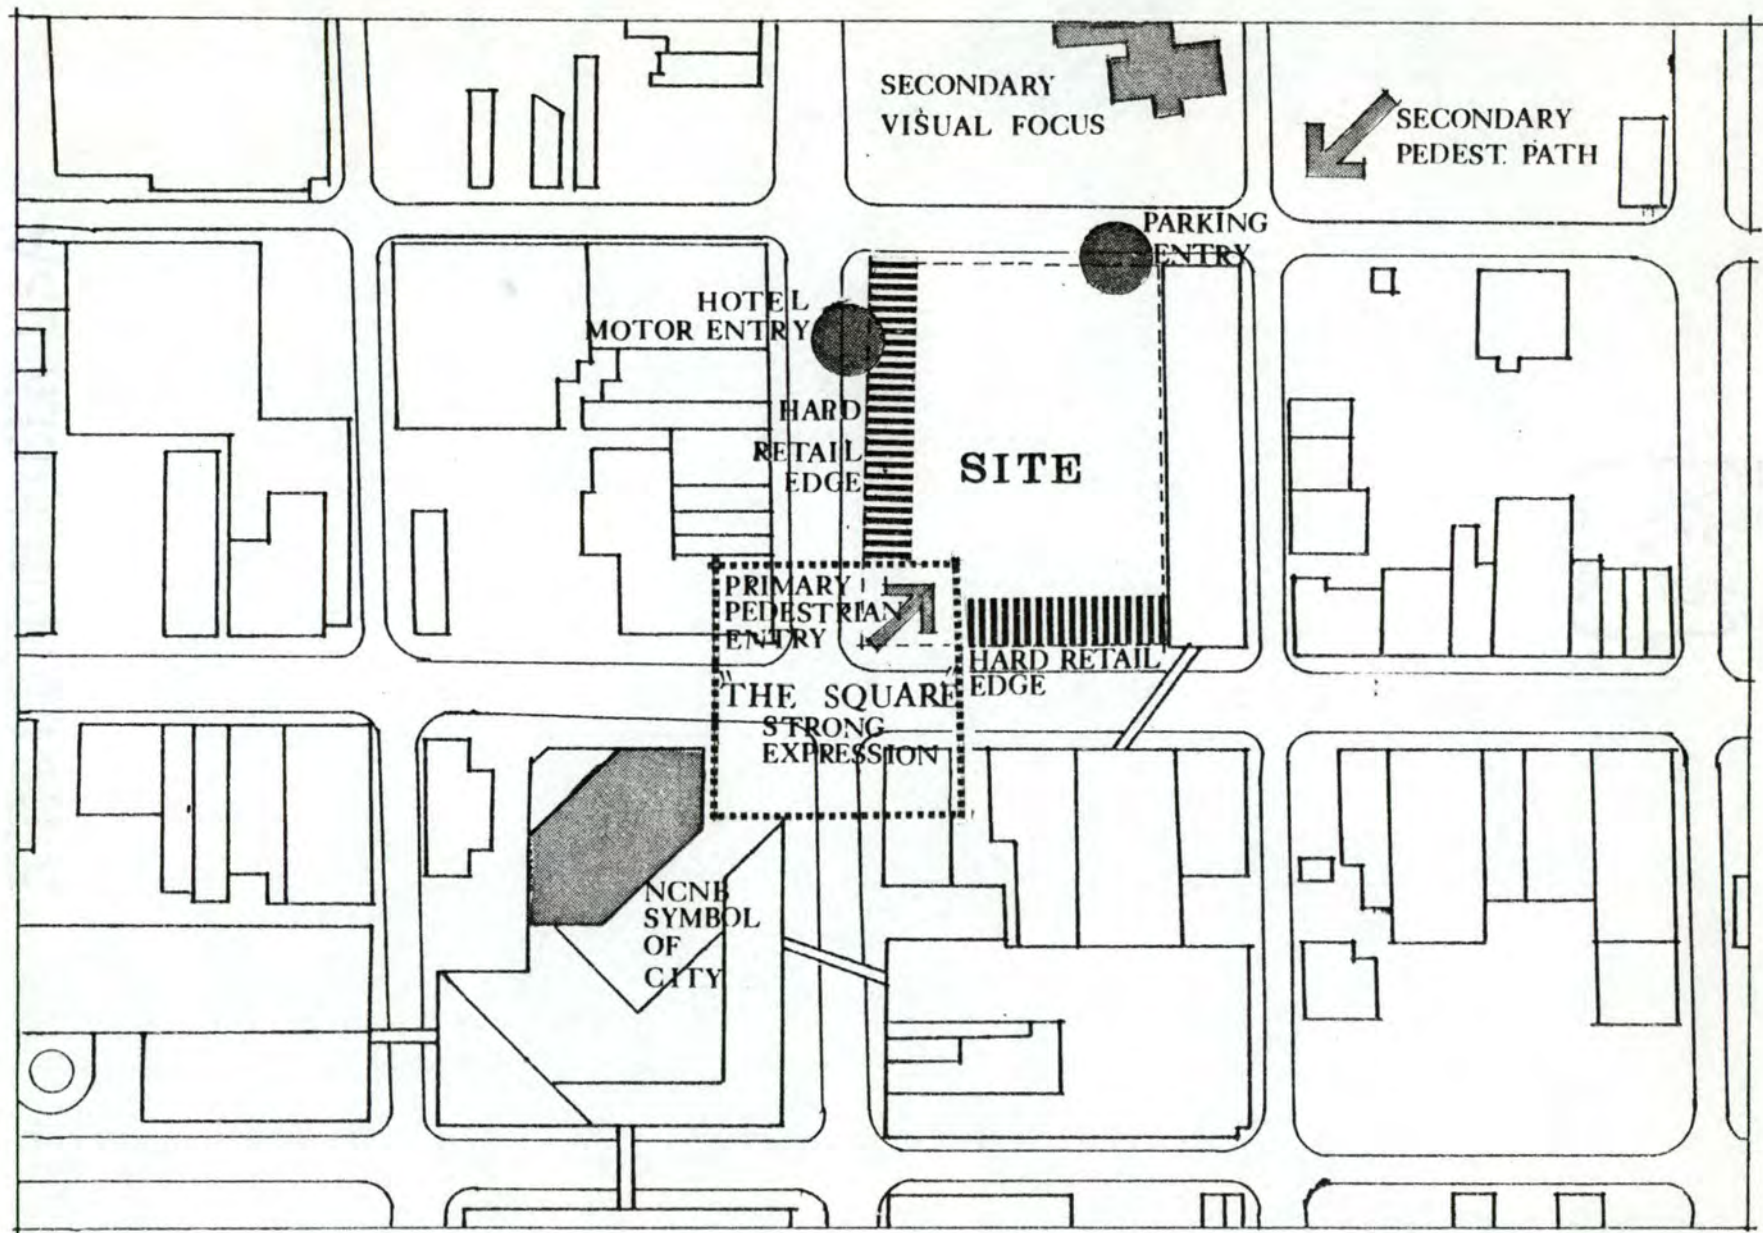 SECONDARY
VISUAL FOCUS
SECONDARY
PEDEST. PATH
PARKING
ENTRY
HOTEL
MOTOR ENTRY
HARD
RETAIL
EDGE
SITE
PRIMARY
PEDESTRIAN
ENTRY
HARD RETAIL
EDGE
"THE SQUARE"
STRONG
EXPRESSION
NCNB
SYMBOL
OF
CITY